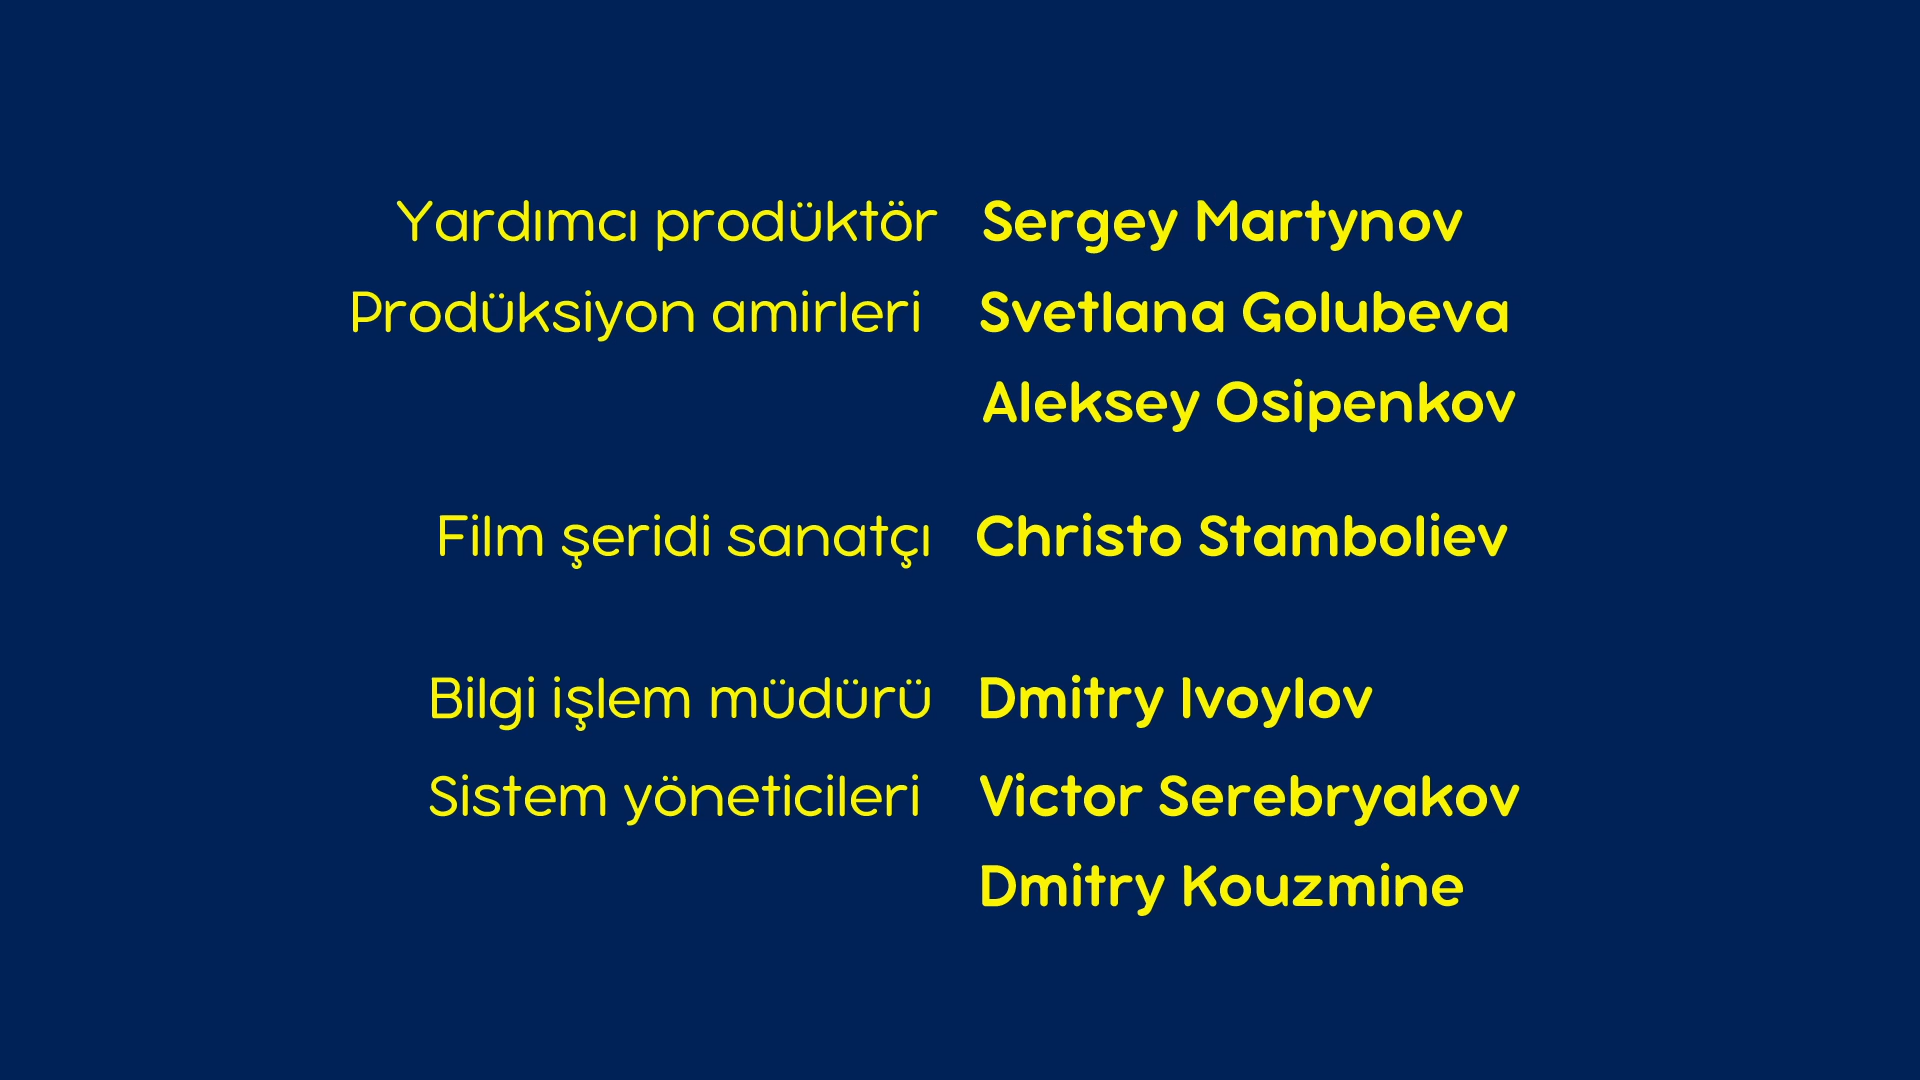 Yardımcı prodüktör Sergey Martynov
Prodüksiyon amirleri Svetlana Golubeva
Aleksey Osipenkov
Film şeridi sanatçı Christo Stamboliev
Bilgi işlem müdürü Dmitry Ivoylov
Sistem yöneticileri Victor Serebryakov
Dmitry Kouzmine